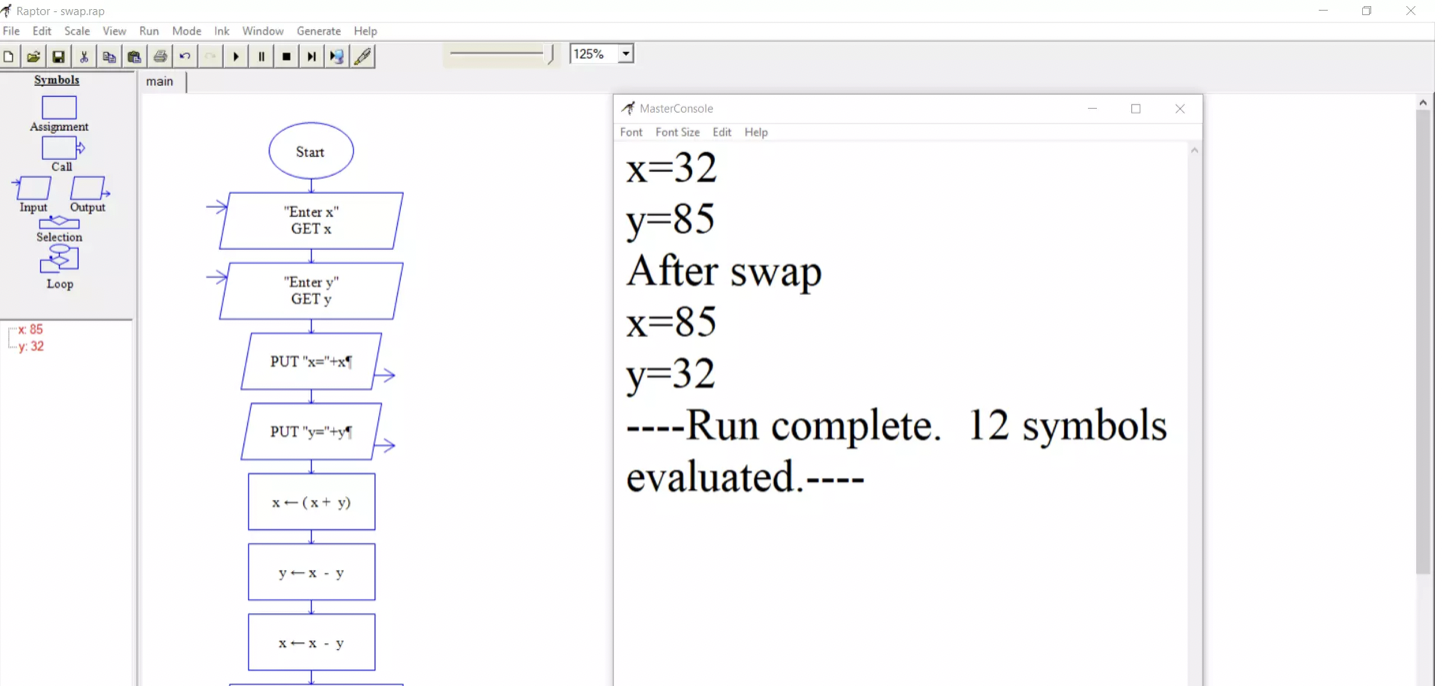 Raptor - swap.rap
File Edit Scale View Run Mode Ink Window Generate Help
125%
Symbols
Assignment
Call
Input Output
Selection
Loop
x: 85
y: 32
main
Start
"Enter x"
GET x
"Enter y"
GET y
PUT "x="+x¶
PUT "y="+y¶
x ← ( x + y)
y ← x - y
x ← x - y
MasterConsole
Font Font Size Edit Help
x=32
y=85
After swap
x=85
y=32
----Run complete. 12 symbols
evaluated.----